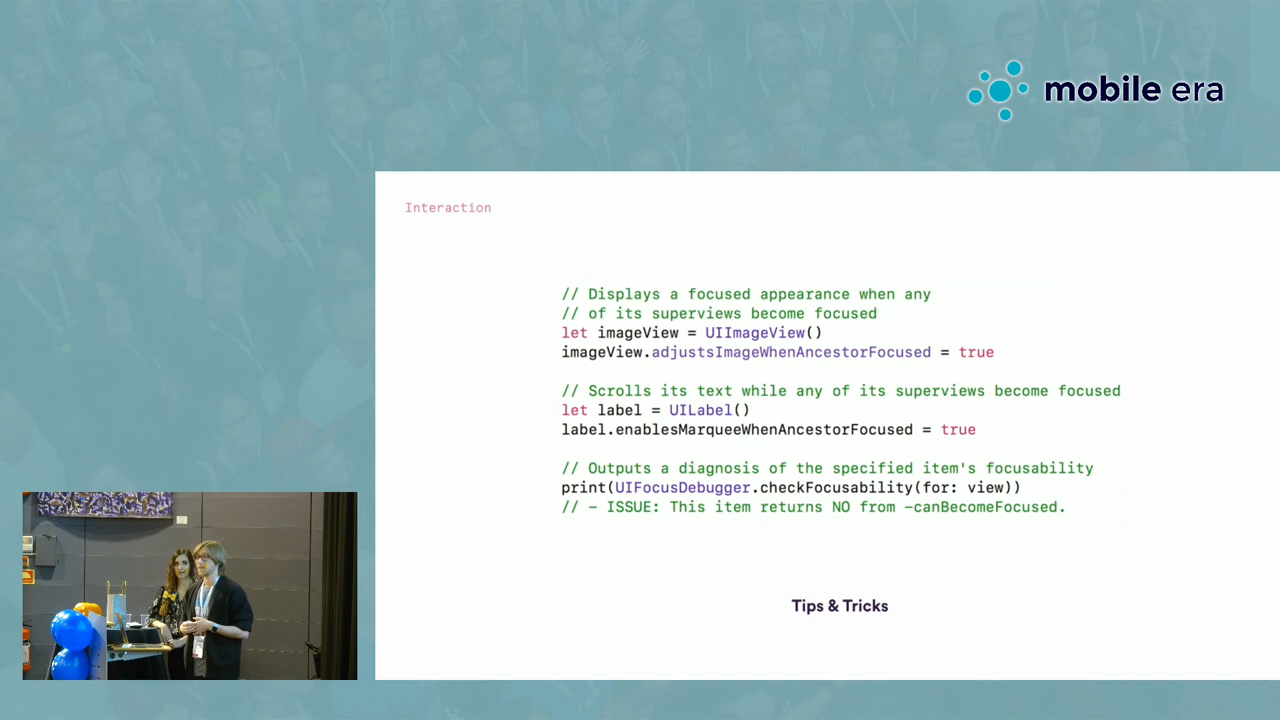 mobile era
Interaction
// Displays a focused appearance when any
// of its superviews become focused
let imageView = UIImageView()
imageView.adjustsImageWhenAncestorFocused = true
// Scrolls its text while any of its superviews become focused
let label = UILabel()
label.enablesMarqueeWhenAncestorFocused = true
// Outputs a diagnosis of the specified item's focusability
print(UIFocusDebugger.checkFocusability(for: view))
// - ISSUE: This item returns NO from -canBecomeFocused.
Tips & Tricks